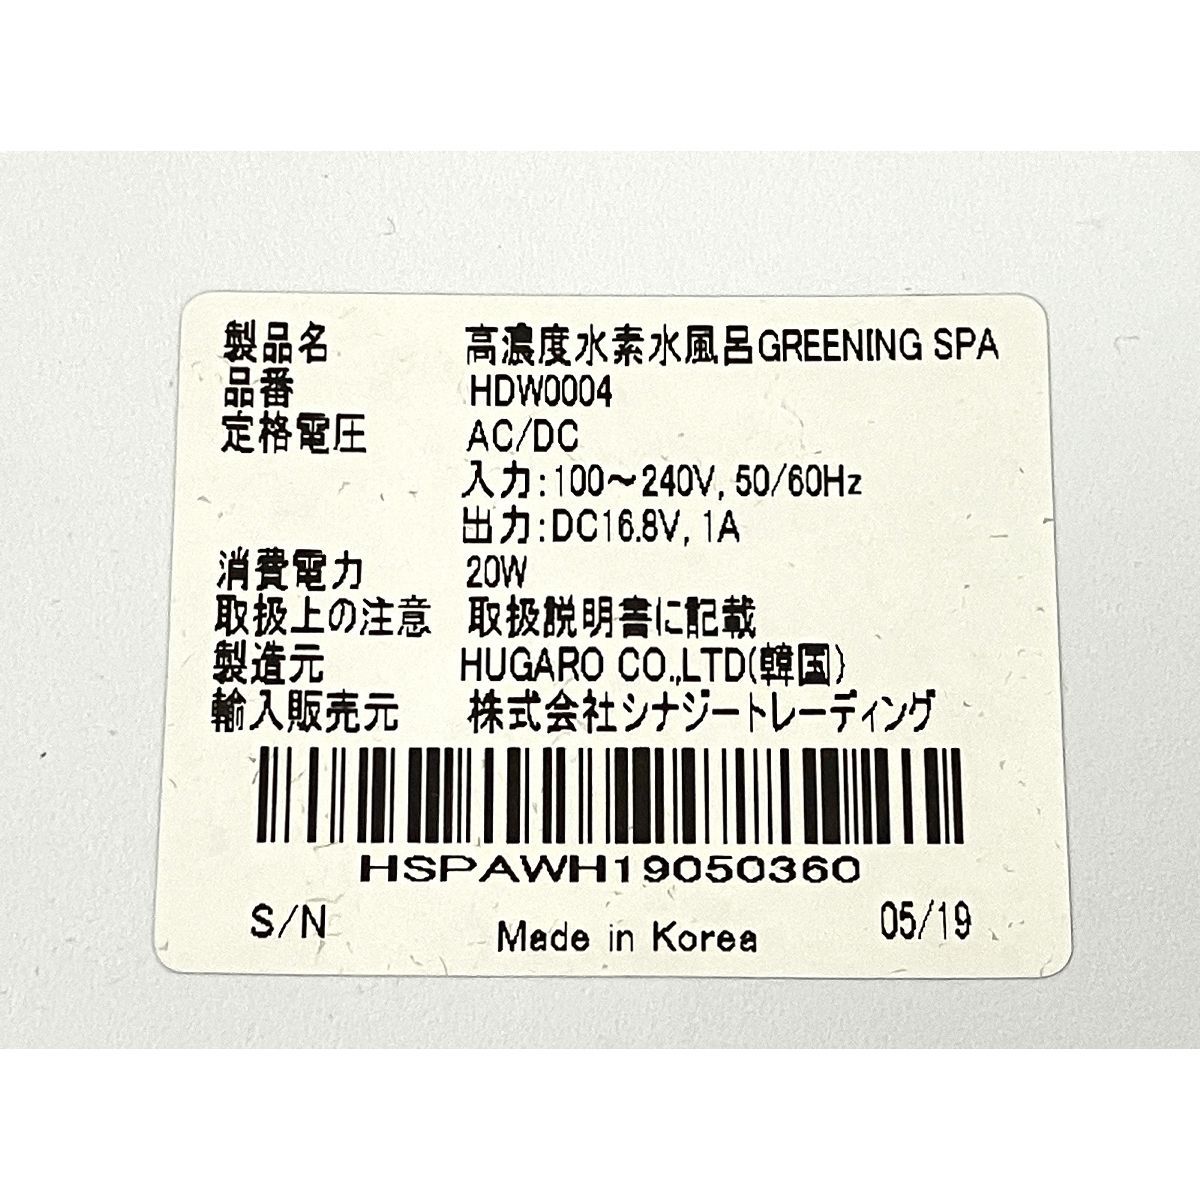 製品名 高濃度水素水風呂GREENING SPA
品番 HDW0004
定格電圧 AC/DC
入力:100～240V, 50/60Hz
出力:DC16.8V, 1A
消費電力 20W
取扱上の注意 取扱説明書に記載
製造元 HUGARO CO.,LTD(韓国)
輸入販売元 株式会社シナジートレーディング
HSPAWH19050360
S/N Made in Korea 05/19